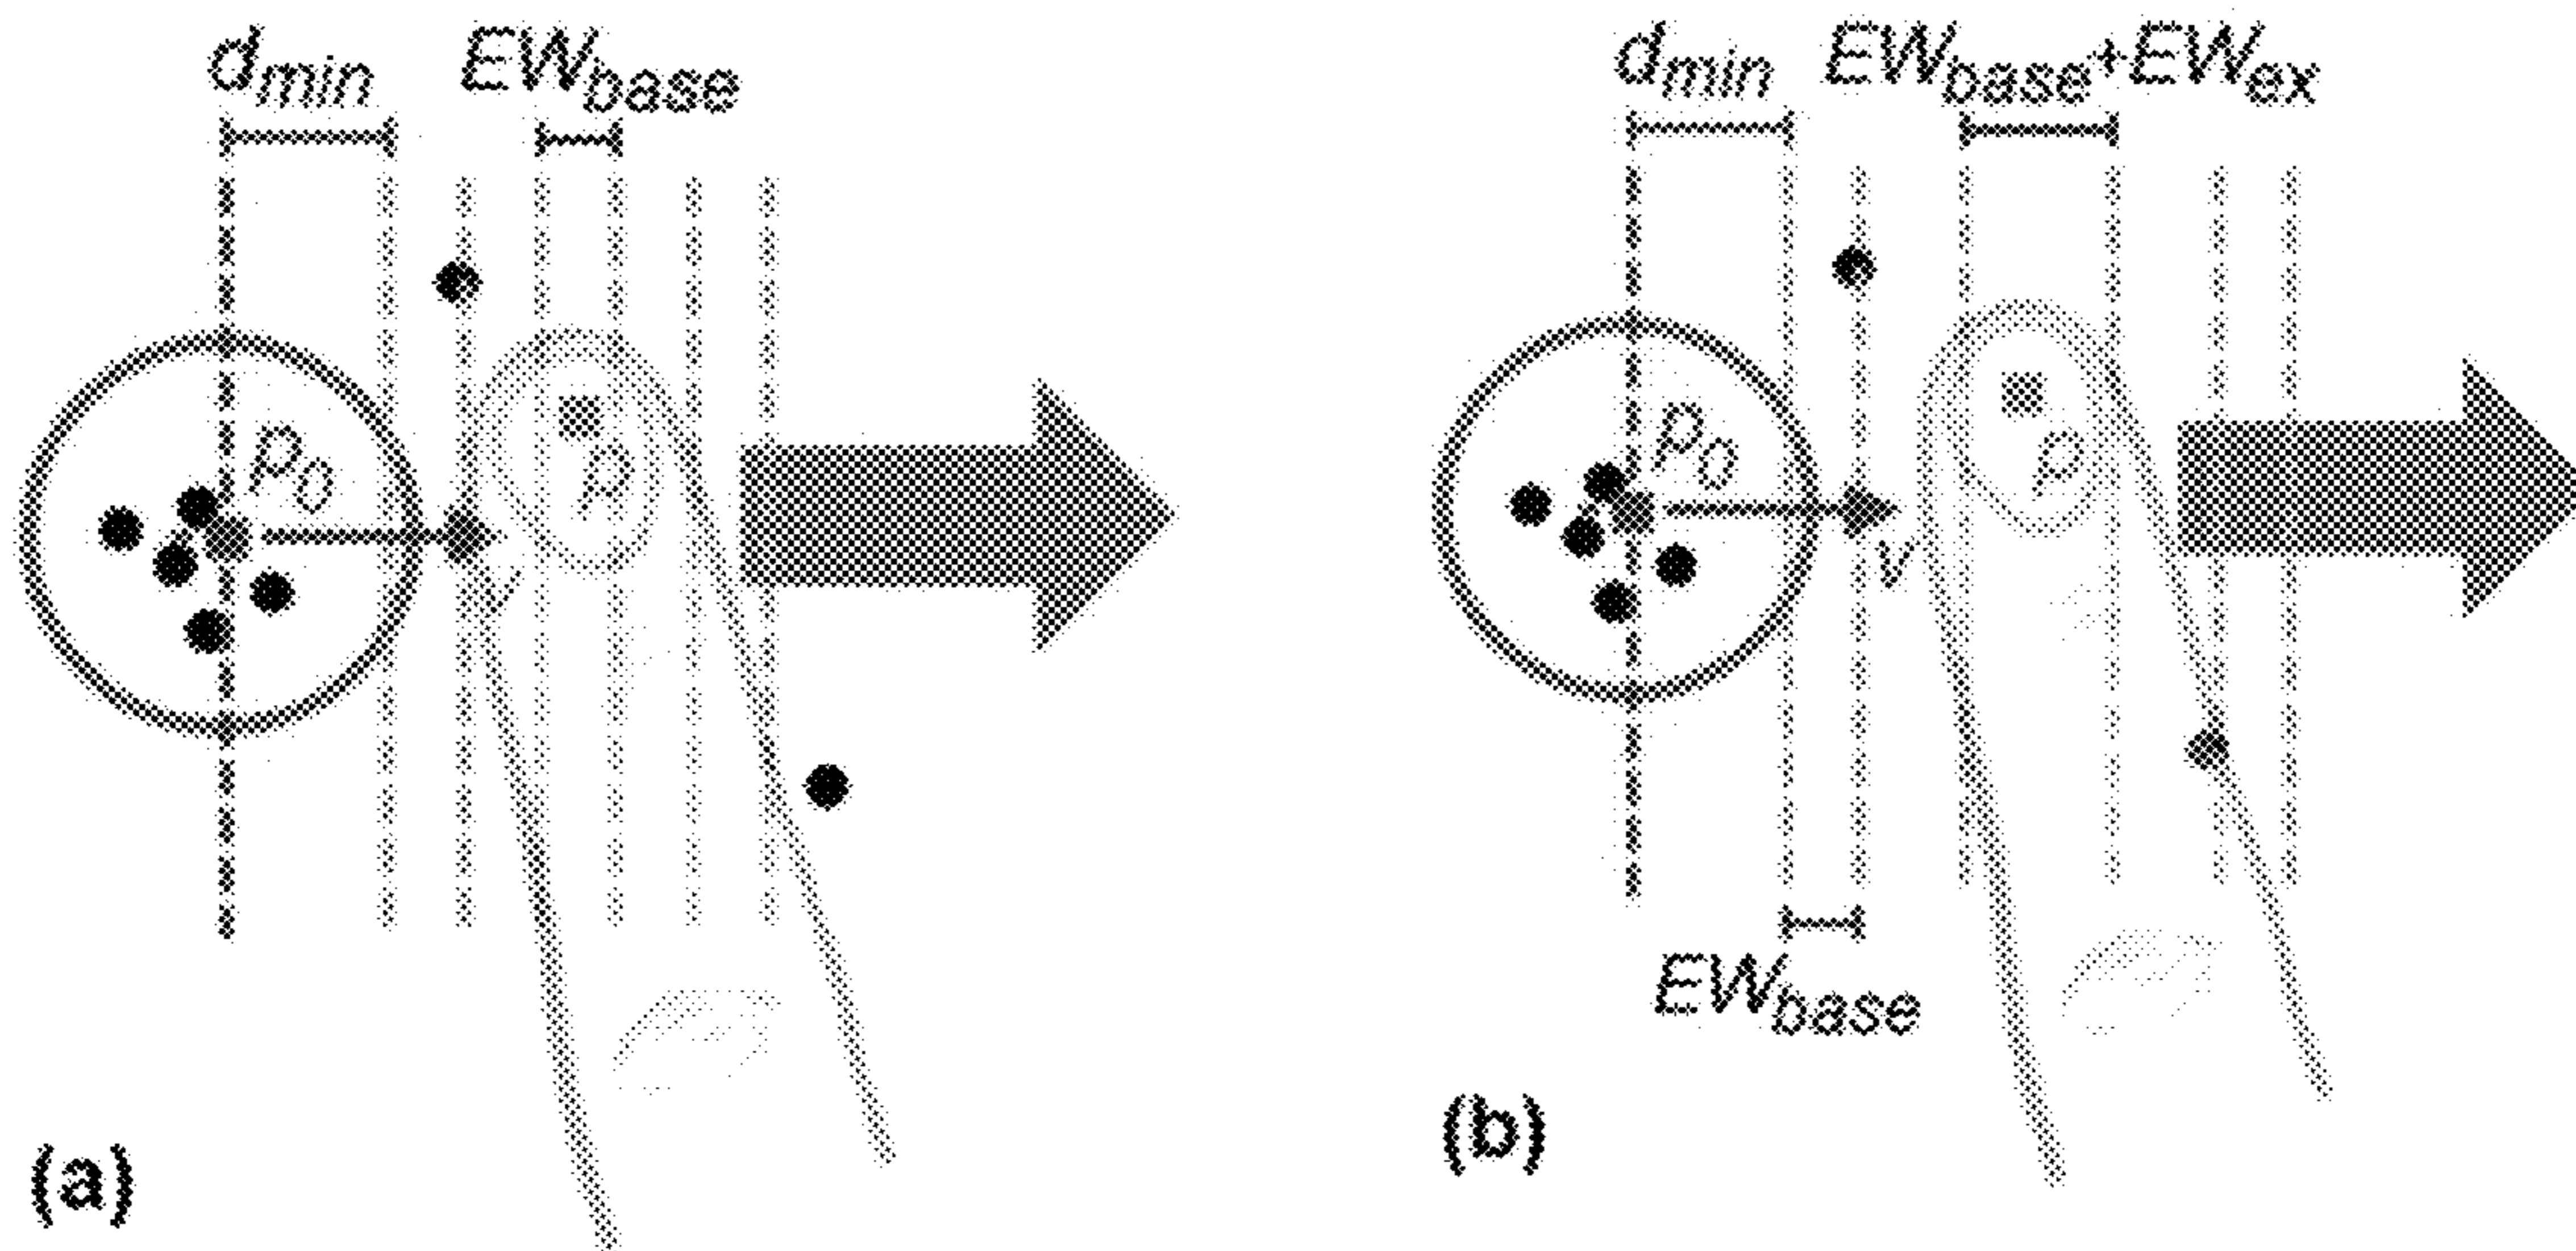 d_min EW_base
d_min EW_base+EW_ex
p_0
p
v
p_0
p
v
EW_base
(a)
(b)